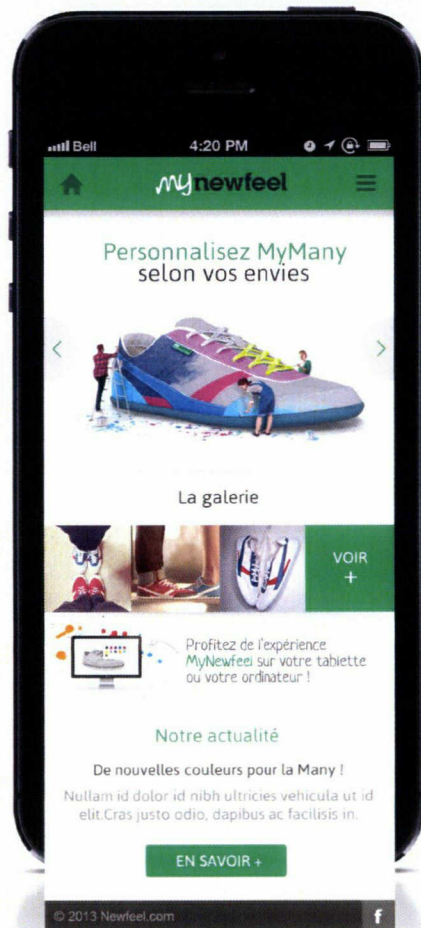 Bell 4:20 PM
mynewfeel
Personnalisez MyMany
selon vos envies
La galerie
VOIR
+
Profitez de l'expérience
MyNewfeel sur votre tablette
ou votre ordinateur !
Notre actualité
De nouvelles couleurs pour la Many !
Nullam id dolor id nibh ultricies vehicula ut id
elit.Cras justo odio, dapibus ac facilisis in.
EN SAVOIR +
© 2013 Newfeel.com f